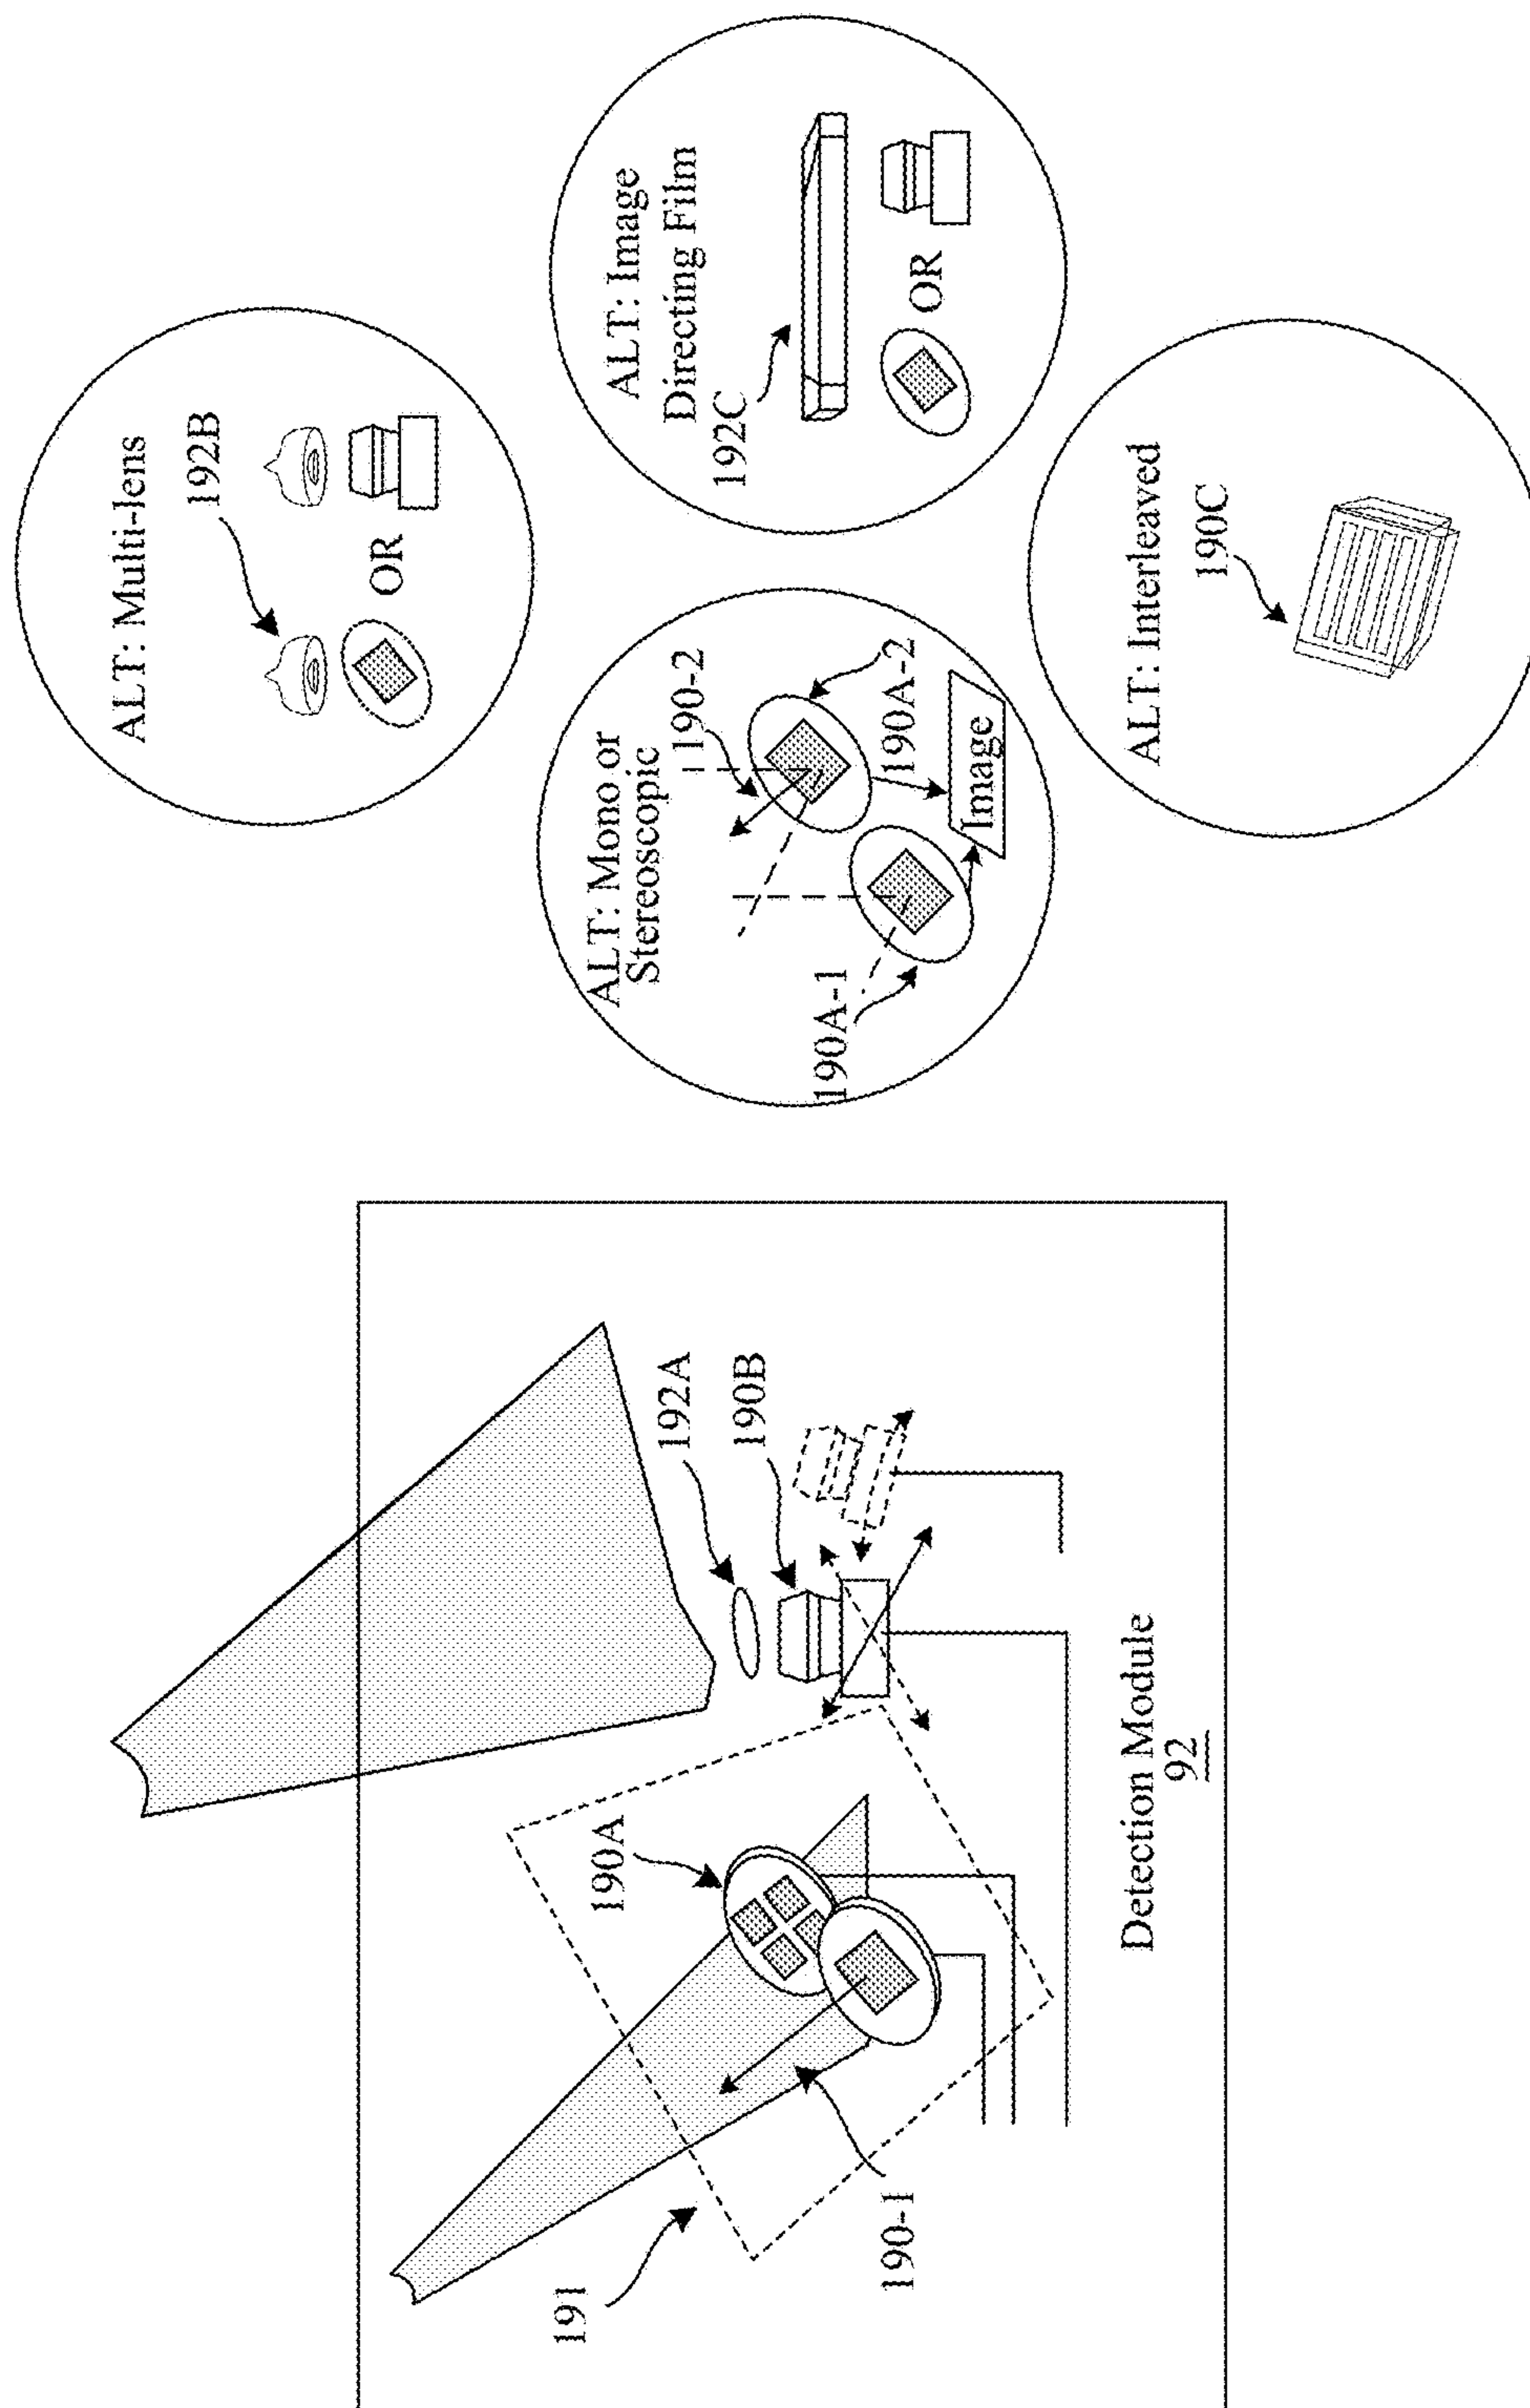 191
190-1
190A
192A
190B
Detection Module
92
ALT: Mono or
Stereoscopic
190-2
190A-1
190A-2
Image
ALT: Multi-lens
192B
OR
ALT: Image
Directing Film
192C
OR
ALT: Interleaved
190C